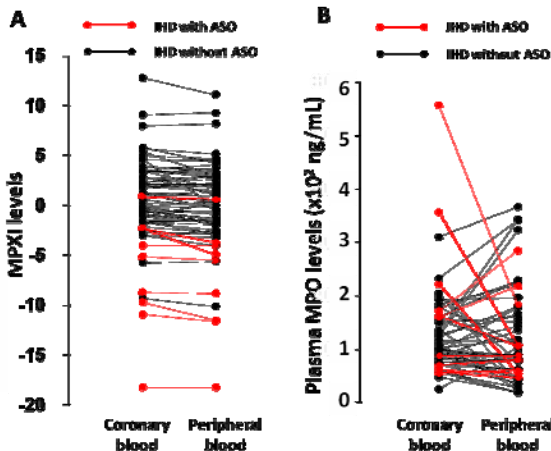 A
IHD with ASO
IHD without ASO
MPXI levels
15
10
5
0
-5
-10
-15
-20
Coronary blood
Peripheral blood
B
IHD with ASO
IHD without ASO
Plasma MPO levels (x10² ng/mL)
6
5
4
3
2
1
0
Coronary blood
Peripheral blood